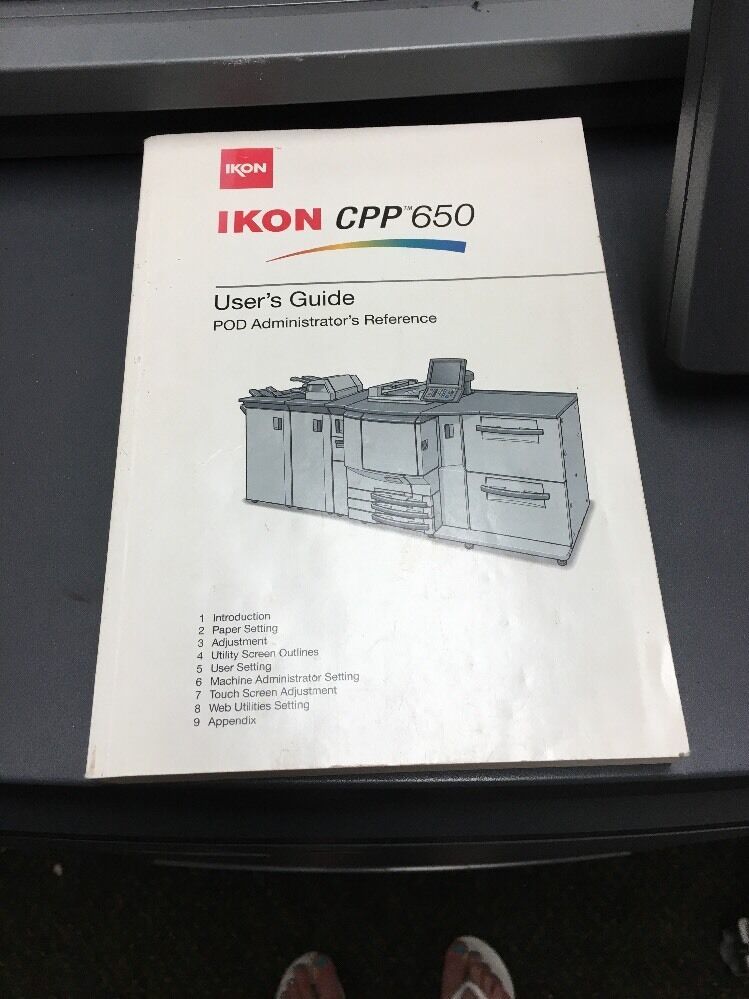 IKON™
IKON CPP™650
User's Guide
POD Administrator's Reference
1 Introduction
2 Paper Setting
3 Adjustment
4 Utility Screen Outlines
5 User Setting
6 Machine Administrator Setting
7 Touch Screen Adjustment
8 Web Utilities Setting
9 Appendix